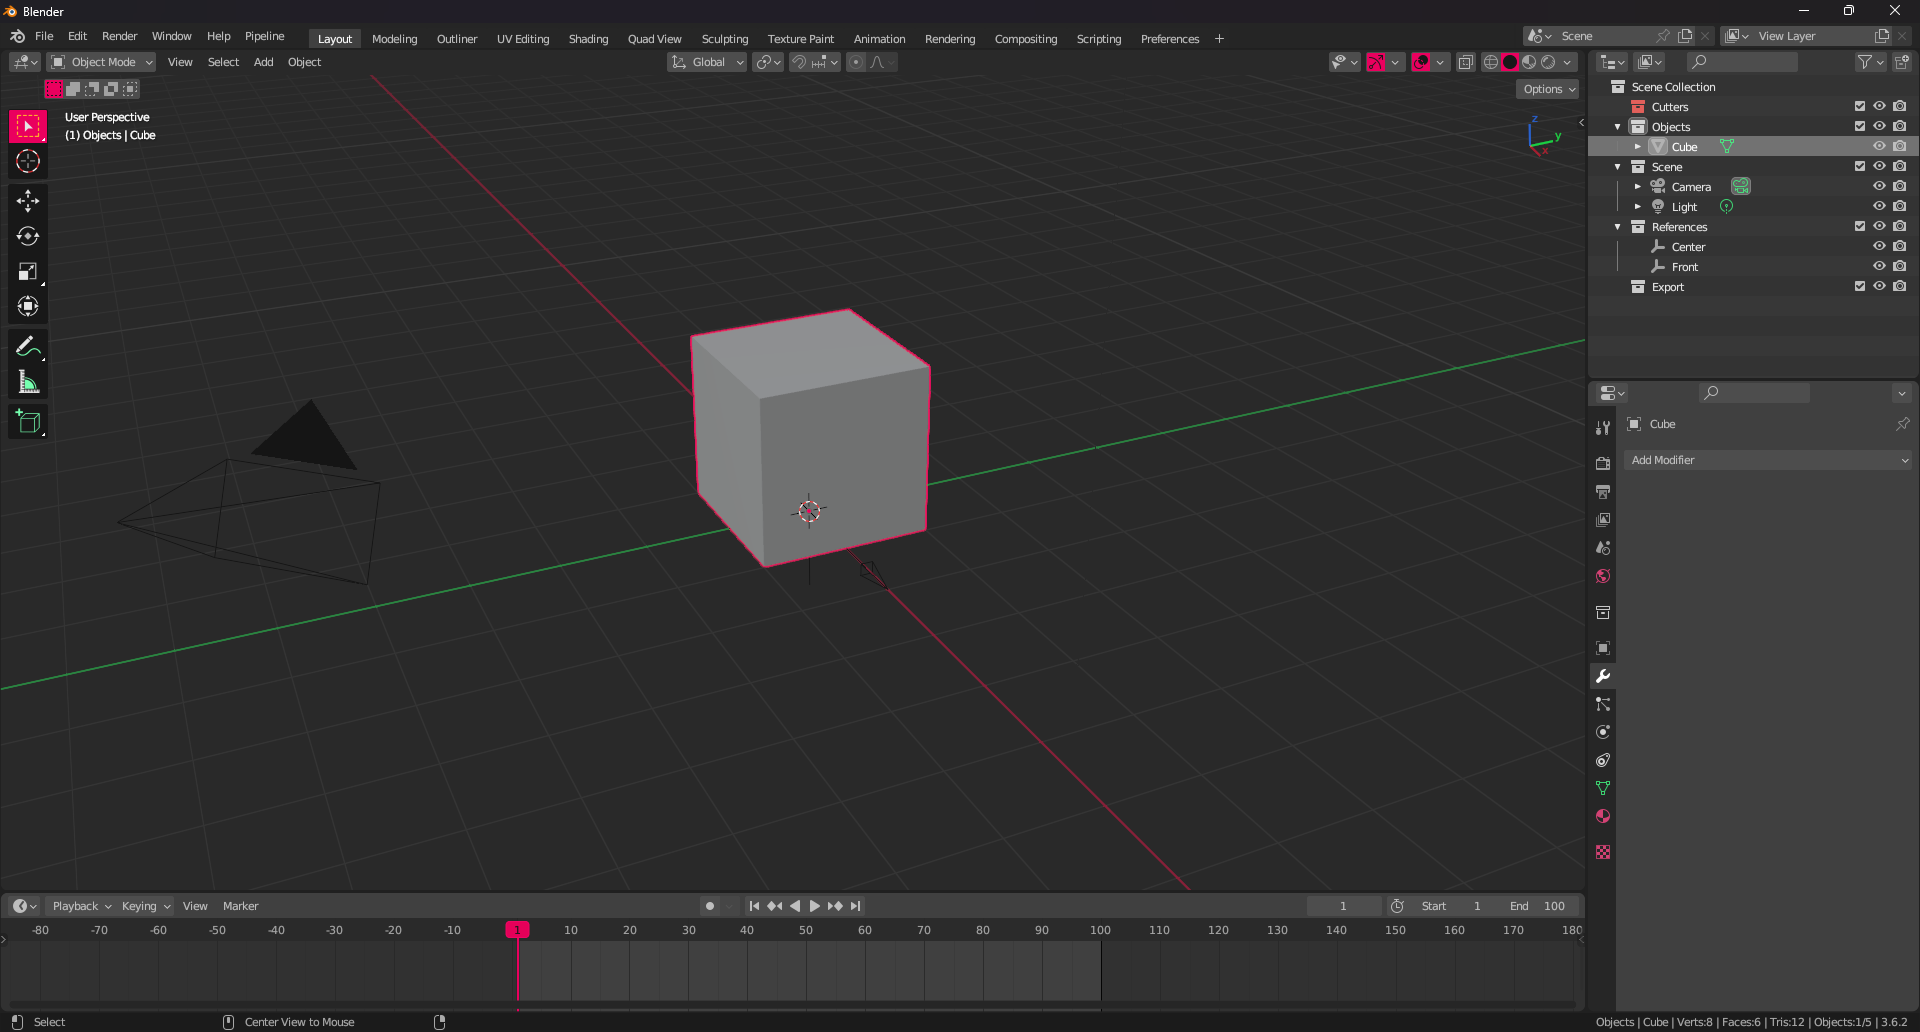 Blender
File Edit Render Window Help Pipeline Layout Modeling Outliner UV Editing Shading Quad View Sculpting Texture Paint Animation Rendering Compositing Scripting Preferences + Scene View Layer
Object Mode View Select Add Object Global
Options
User Perspective
(1) Objects | Cube
Z
Y
X
Scene Collection
Cutters
Objects
Cube
Scene
Camera
Light
References
Center
Front
Export
Cube
Add Modifier
Playback Keying View Marker 1 Start 1 End 100
-80 -70 -60 -50 -40 -30 -20 -10 1 10 20 30 40 50 60 70 80 90 100 110 120 130 140 150 160 170 180
Select Center View to Mouse Objects | Cube | Verts:8 | Faces:6 | Tris:12 | Objects:1/5 | 3.6.2